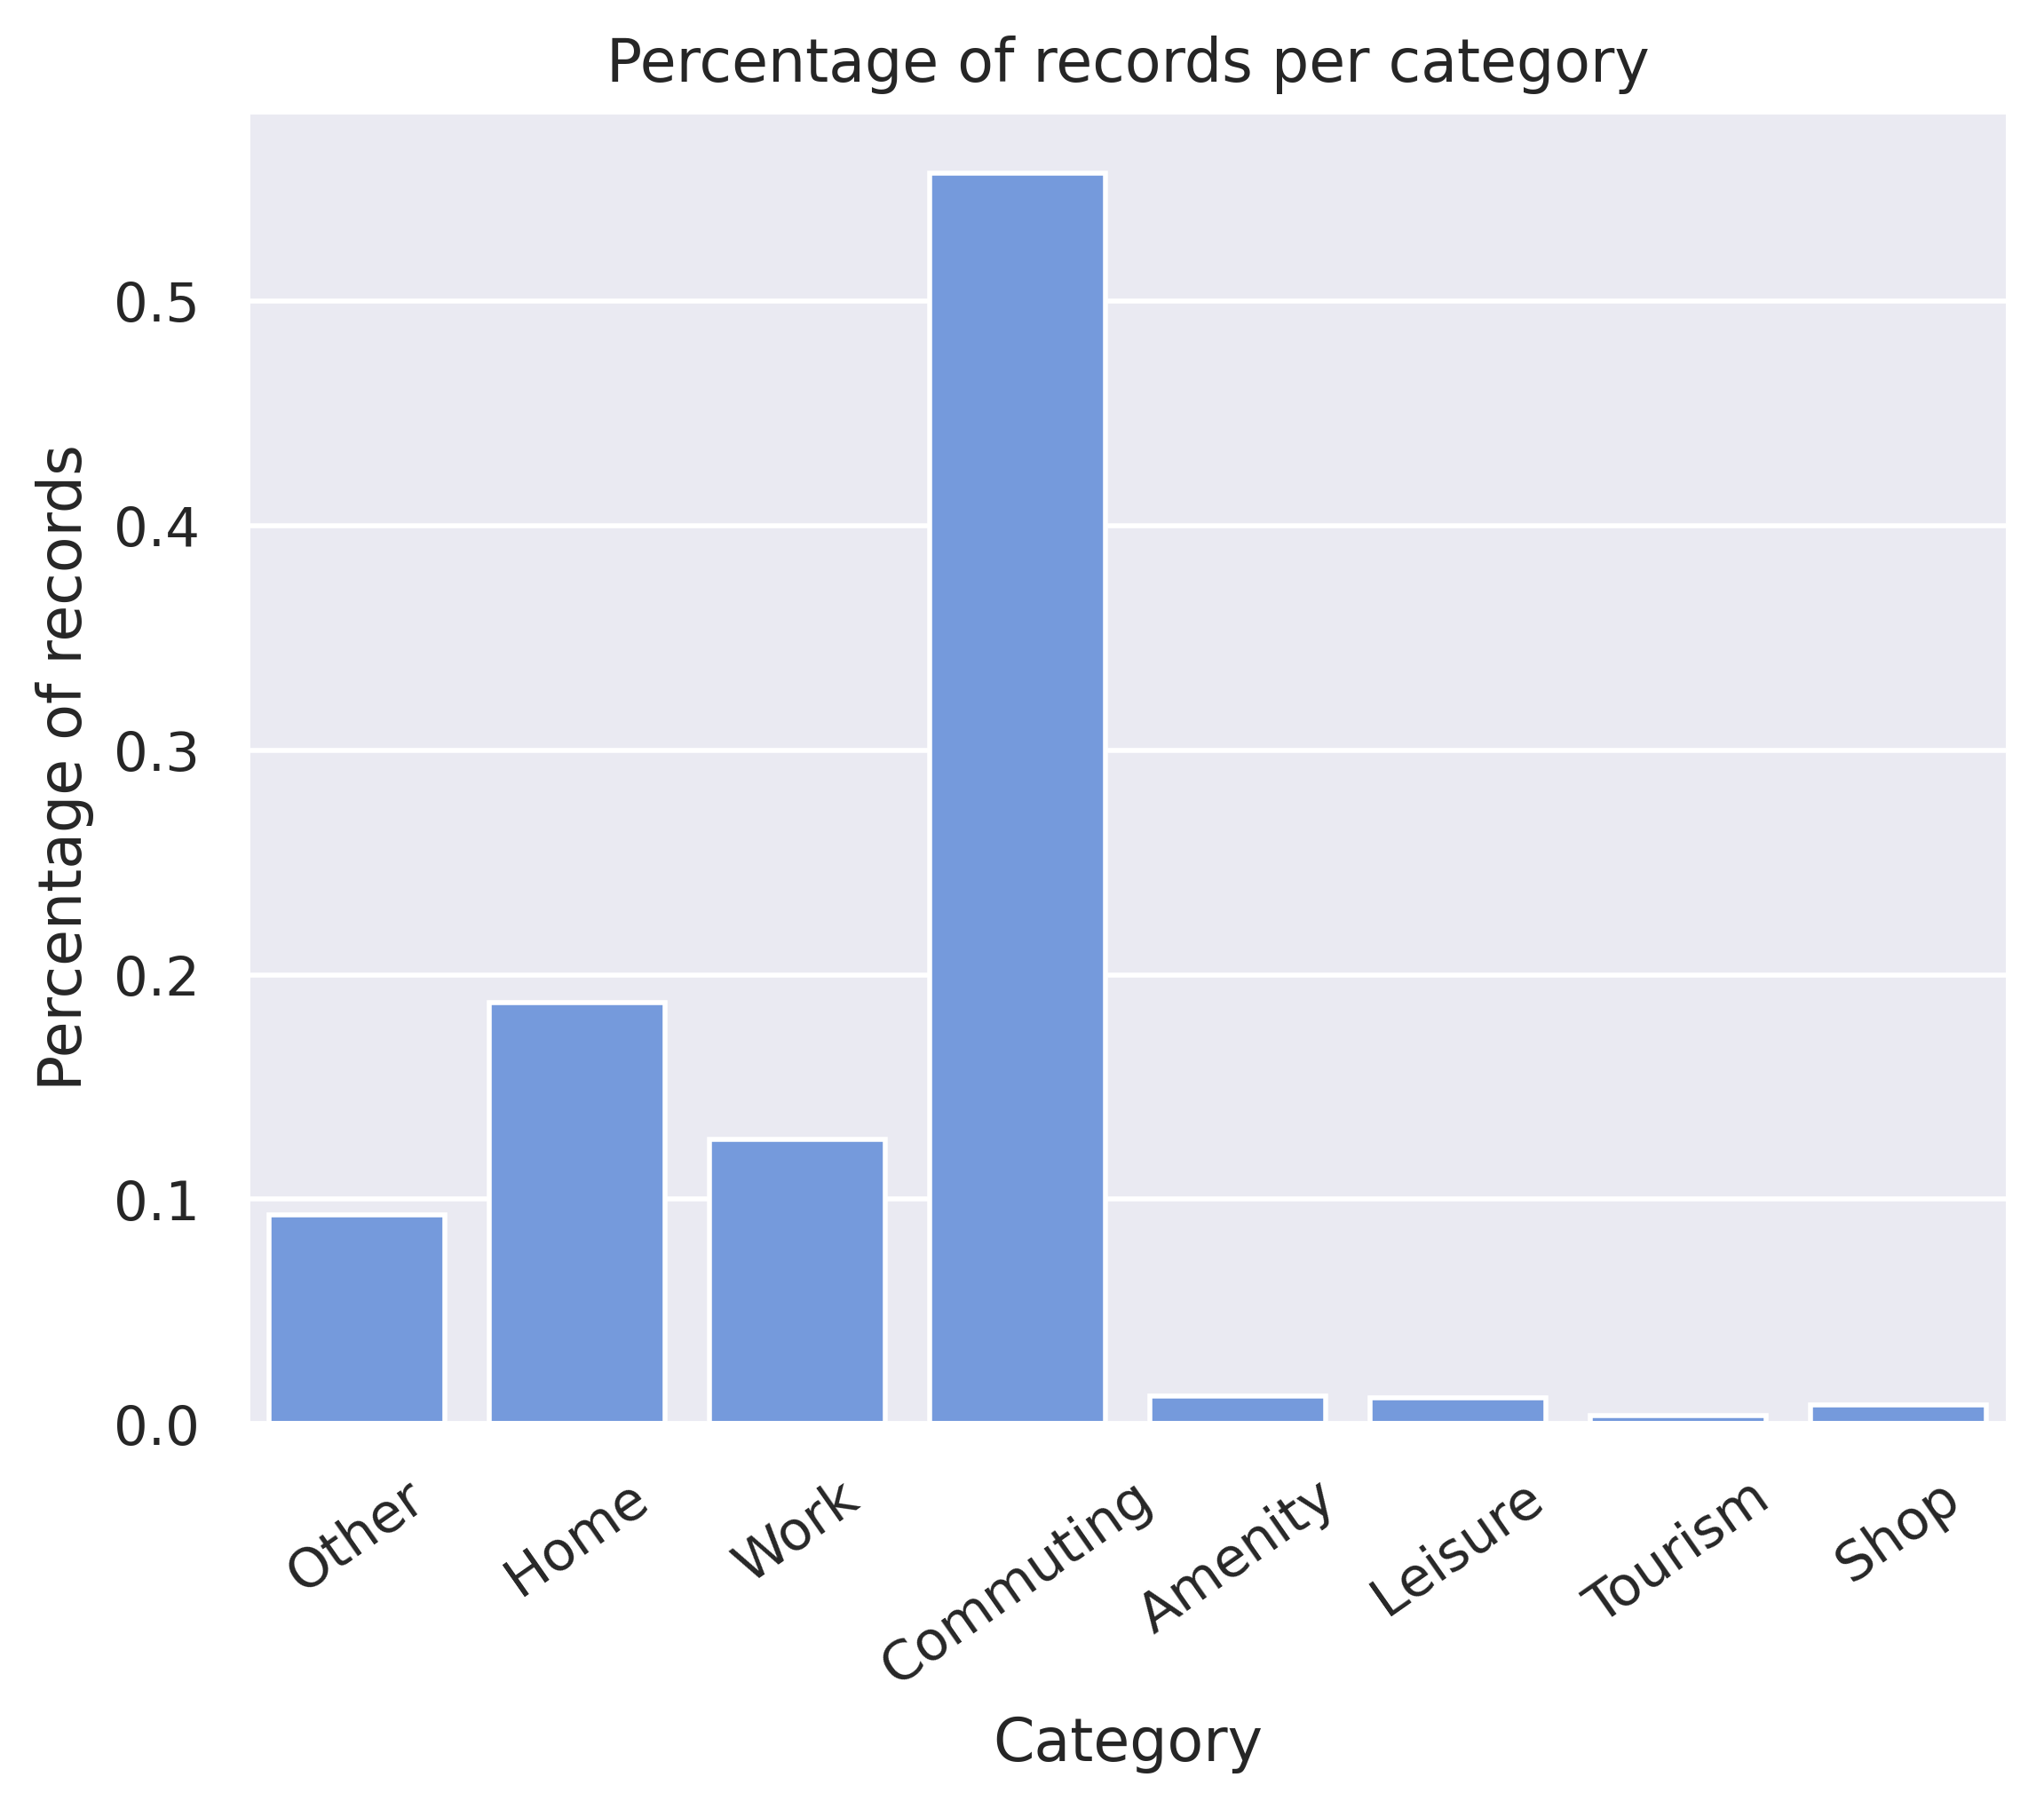 Percentage of records per category
Percentage of records
0.5
0.4
0.3
0.2
0.1
0.0
Other
Home
Work
Commuting
Amenity
Leisure
Tourism
Shop
Category